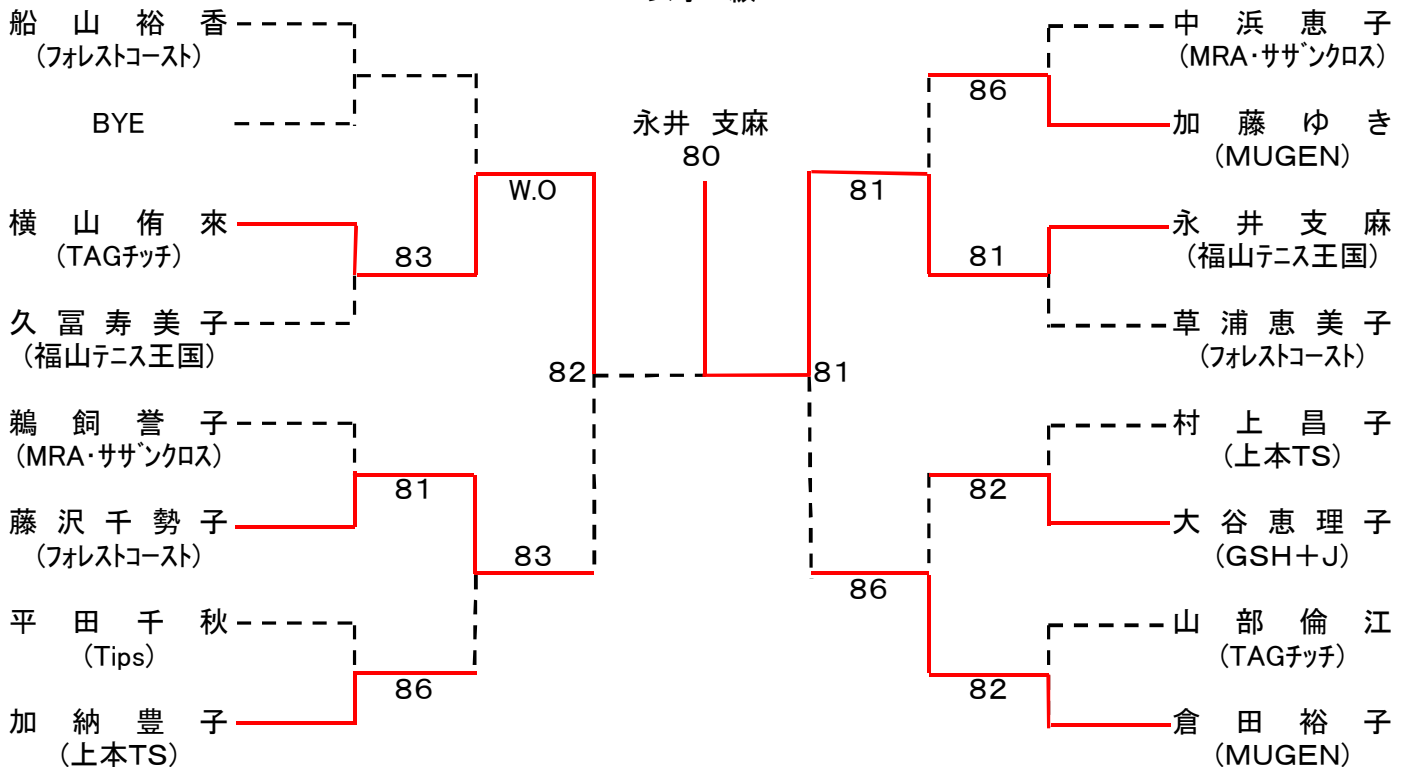 船山裕香
(フォレストコースト)
BYE
横山侑來
(TAGチッチ)
83
久冨寿美子
(福山テニス王国)
W.O
82
鵜飼誉子
(MRA・サザンクロス)
81
藤沢千勢子
(フォレストコースト)
83
平田千秋
(Tips)
86
加納豊子
(上本TS)
永井 支麻
80
中浜恵子
(MRA・サザンクロス)
86
加藤ゆき
(MUGEN)
81
永井支麻
(福山テニス王国)
81
草浦恵美子
(フォレストコースト)
81
村上昌子
(上本TS)
82
大谷恵理子
(GSH+J)
86
山部倫江
(TAGチッチ)
82
倉田裕子
(MUGEN)